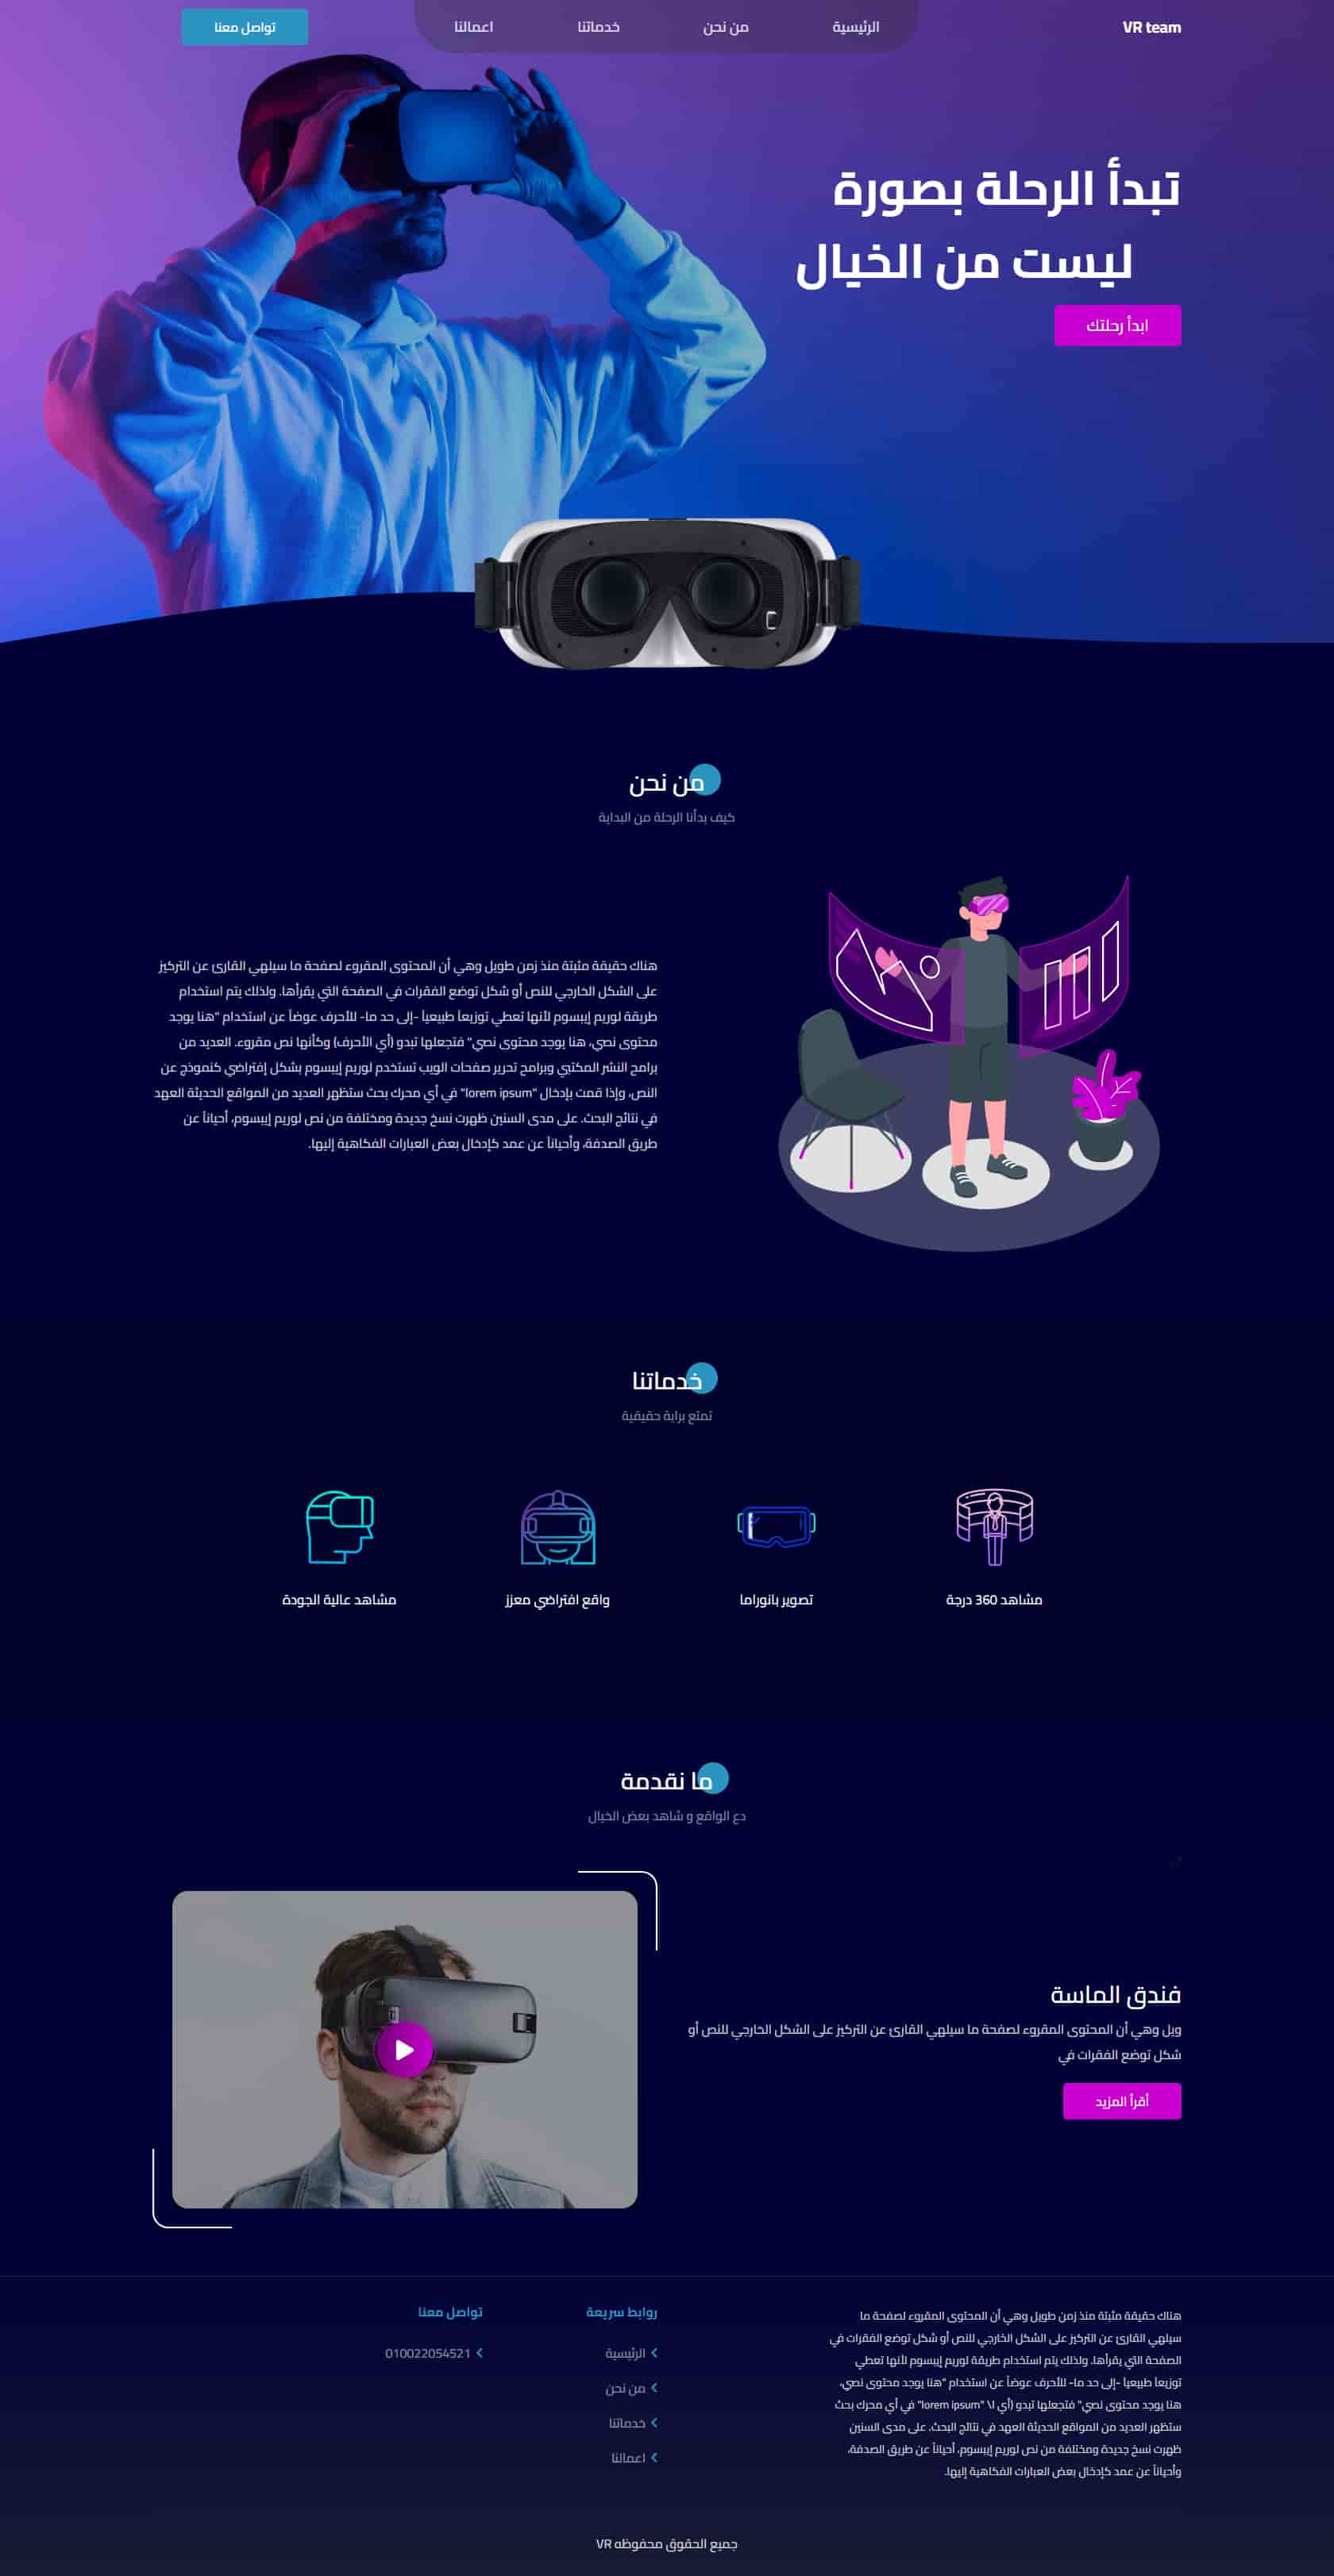 VR team
الرئيسية
من نحن
خدماتنا
اعمالنا
تواصل معنا
تبدأ الرحلة بصورة
ليست من الخيال
ابدأ رحلتك
من نحن
كيف بدأنا الرحلة من البداية
هناك حقيقة مثبتة منذ زمن طويل وهي أن المحتوى المقروء لصفحة ما سيلهي القارئ عن التركيز
على الشكل الخارجي للنص أو شكل توضع الفقرات في الصفحة التي يقرأها. ولذلك يتم استخدام
طريقة لوريم إيبسوم لأنها تعطي توزيعاَ طبيعياَ -إلى حد ما- للأحرف عوضاً عن استخدام "هنا يوجد
محتوى نصي، هنا يوجد محتوى نصي" فتجعلها تبدو (أي الأحرف) وكأنها نص مقروء. العديد من
برامح النشر المكتبي وبرامح تحرير صفحات الويب تستخدم لوريم إيبسوم بشكل إفتراضي كنموذج عن
النص، وإذا قمت بإدخال "lorem ipsum" في أي محرك بحث ستظهر العديد من المواقع الحديثة العهد
في نتائج البحث. على مدى السنين ظهرت نسخ جديدة ومختلفة من نص لوريم إيبسوم، أحياناً عن
طريق الصدفة، وأحياناً عن عمد كإدخال بعض العبارات الفكاهية إليها.
خدماتنا
تمتع براية حقيقية
مشاهد 360 درجة
تصوير بانوراما
واقع افتراضي معزز
مشاهد عالية الجودة
ما نقدمة
دع الواقع و شاهد بعض الخيال
فندق الماسة
ويل وهي أن المحتوى المقروء لصفحة ما سيلهي القارئ عن التركيز على الشكل الخارجي للنص أو
شكل توضع الفقرات في
أقرأ المزيد
هناك حقيقة مثبتة منذ زمن طويل وهي أن المحتوى المقروء لصفحة ما
سيلهي القارئ عن التركيز على الشكل الخارجي للنص أو شكل توضع الفقرات في
الصفحة التي يقرأها. ولذلك يتم استخدام طريقة لوريم إيبسوم لأنها تعطي
توزيعاَ طبيعياَ -إلى حد ما- للأحرف عوضاً عن استخدام "هنا يوجد محتوى نصي،
هنا يوجد محتوى نصي" فتجعلها تبدو (أي ا\ "lorem ipsum" في أي محرك بحث
ستظهر العديد من المواقع الحديثة العهد في نتائج البحث. على مدى السنين
ظهرت نسخ جديدة ومختلفة من نص لوريم إيبسوم، أحياناً عن طريق الصدفة،
وأحياناً عن عمد كإدخال بعض العبارات الفكاهية إليها.
روابط سريعة
الرئيسية
من نحن
خدماتنا
اعمالنا
تواصل معنا
010022054521
جميع الحقوق محفوظه VR